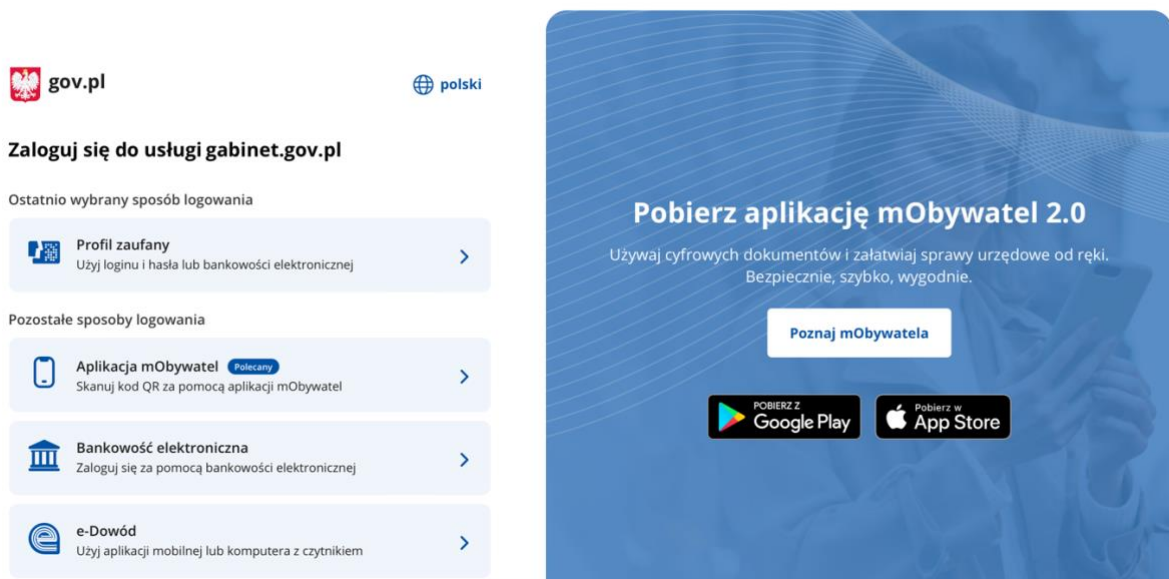 gov.pl
polski
Zaloguj się do usługi gabinet.gov.pl
Ostatnio wybrany sposób logowania
Profil zaufany
Użyj loginu i hasła lub bankowości elektronicznej
Pozostałe sposoby logowania
Aplikacja mObywatel Polecany
Skanuj kod QR za pomocą aplikacji mObywatel
Bankowość elektroniczna
Zaloguj się za pomocą bankowości elektronicznej
e-Dowód
Użyj aplikacji mobilnej lub komputera z czytnikiem
Pobierz aplikację mObywatel 2.0
Używaj cyfrowych dokumentów i załatwiaj sprawy urzędowe od ręki.
Bezpiecznie, szybko, wygodnie.
Poznaj mObywatela
POBIERZ Z
Google Play
Pobierz w
App Store